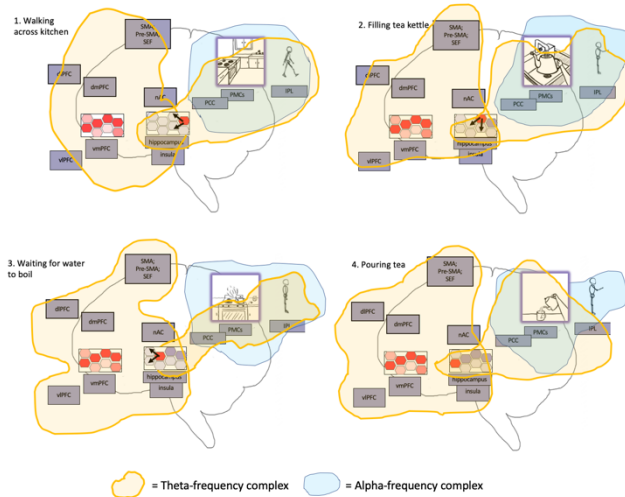 1. Walking
across kitchen
SMA;
Pre-SMA;
SEF
dlPFC
dmPFC
nAC
PMCs
IPL
PCC
hippocampus
vlPFC
vmPFC
insula
2. Filling tea kettle
SMA;
Pre-SMA;
SEF
dlPFC
dmPFC
nAC
PMCs
IPL
PCC
hippocampus
vlPFC
vmPFC
insula
3. Waiting for water
to boil
SMA;
Pre-SMA;
SEF
dlPFC
dmPFC
nAC
PCC
PMCs
IPL
hippocampus
vlPFC
vmPFC
insula
4. Pouring tea
SMA;
Pre-SMA;
SEF
dlPFC
dmPFC
nAC
PMCs
IPL
PCC
hippocampus
vlPFC
vmPFC
insula
= Theta-frequency complex
= Alpha-frequency complex